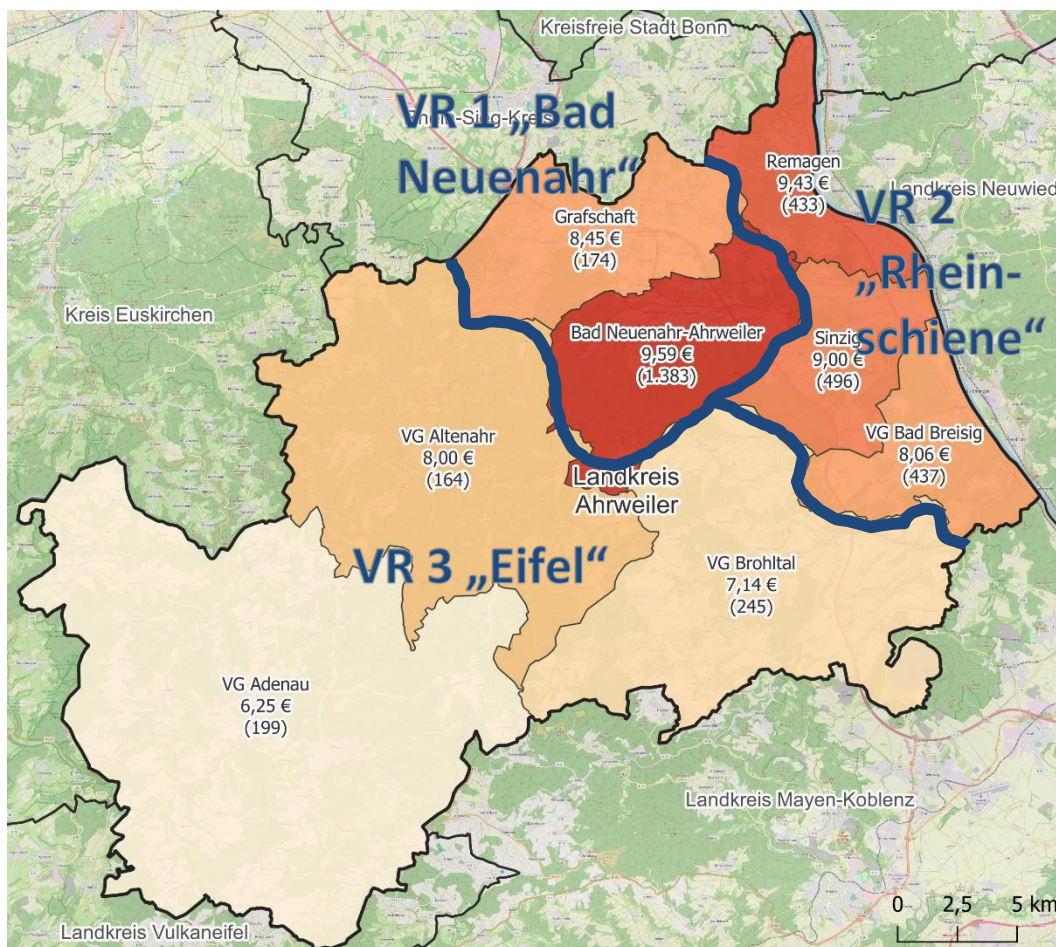 Kreisfreie Stadt Bonn
VR 1 „Bad
Neuenahr“
Rhein-Sieg-Kreis
Remagen
9,43 €
(433)
Landkreis Neuwied
VR 2
„Rhein-
schiene“
Grafschaft
8,45 €
(174)
Kreis Euskirchen
Bad Neuenahr-Ahrweiler
9,59 €
(1.383)
Sinzig
9,00 €
(496)
VG Altenahr
8,00 €
(164)
VG Bad Breisig
8,06 €
(437)
Landkreis
Ahrweiler
VR 3 „Eifel“
VG Brohltal
7,14 €
(245)
VG Adenau
6,25 €
(199)
Landkreis Mayen-Koblenz
0 2,5 5 km
Landkreis Vulkaneifel